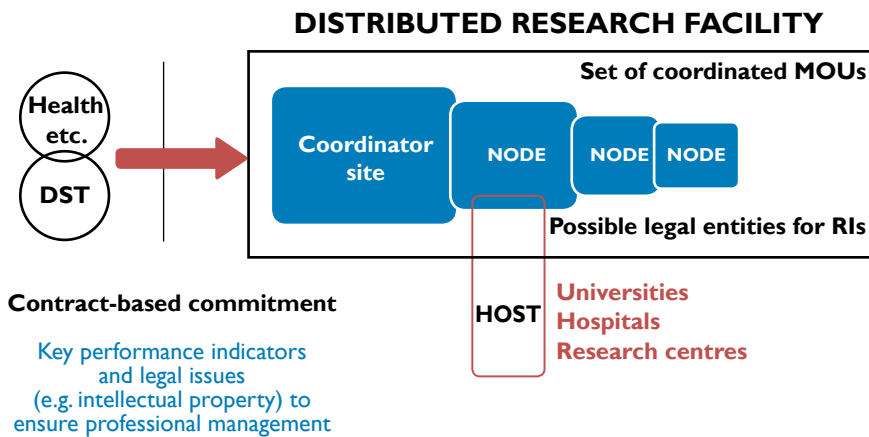 DISTRIBUTED RESEARCH FACILITY
Set of coordinated MOUs
Health
etc.
DST
Coordinator
site
NODE
NODE
NODE
Possible legal entities for RIs
Contract-based commitment
Key performance indicators
and legal issues
(e.g. intellectual property) to
ensure professional management
HOST
Universities
Hospitals
Research centres